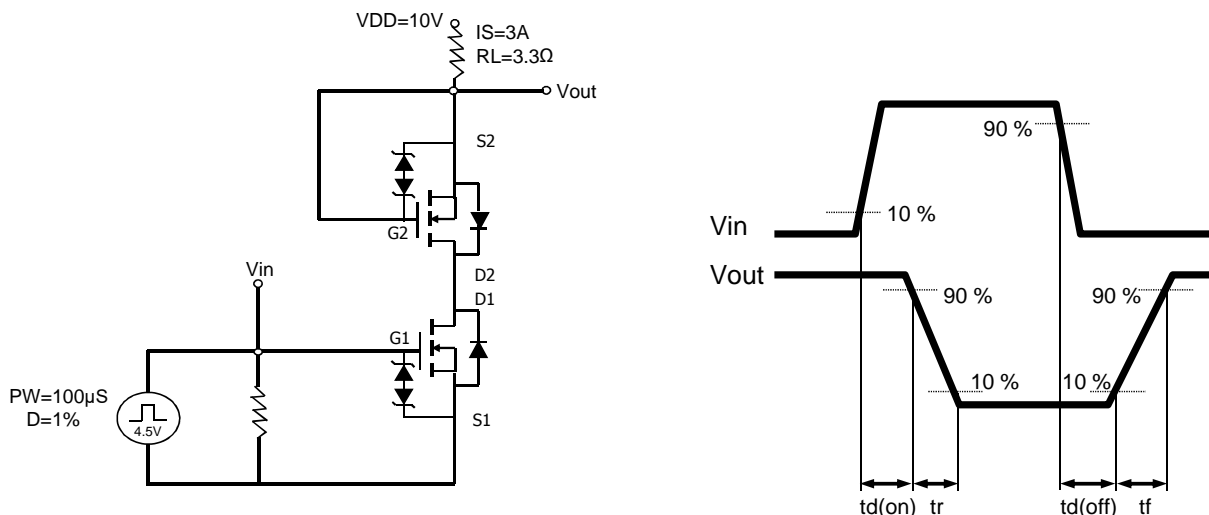 VDD=10V
IS=3A
RL=3.3Ω
Vout
S2
G2
D2
D1
Vin
G1
PW=100µS
D=1%
4.5V
S1
90 %
10 %
Vin
Vout
90 %
90 %
10 %
10 %
td(on)
tr
td(off)
tf